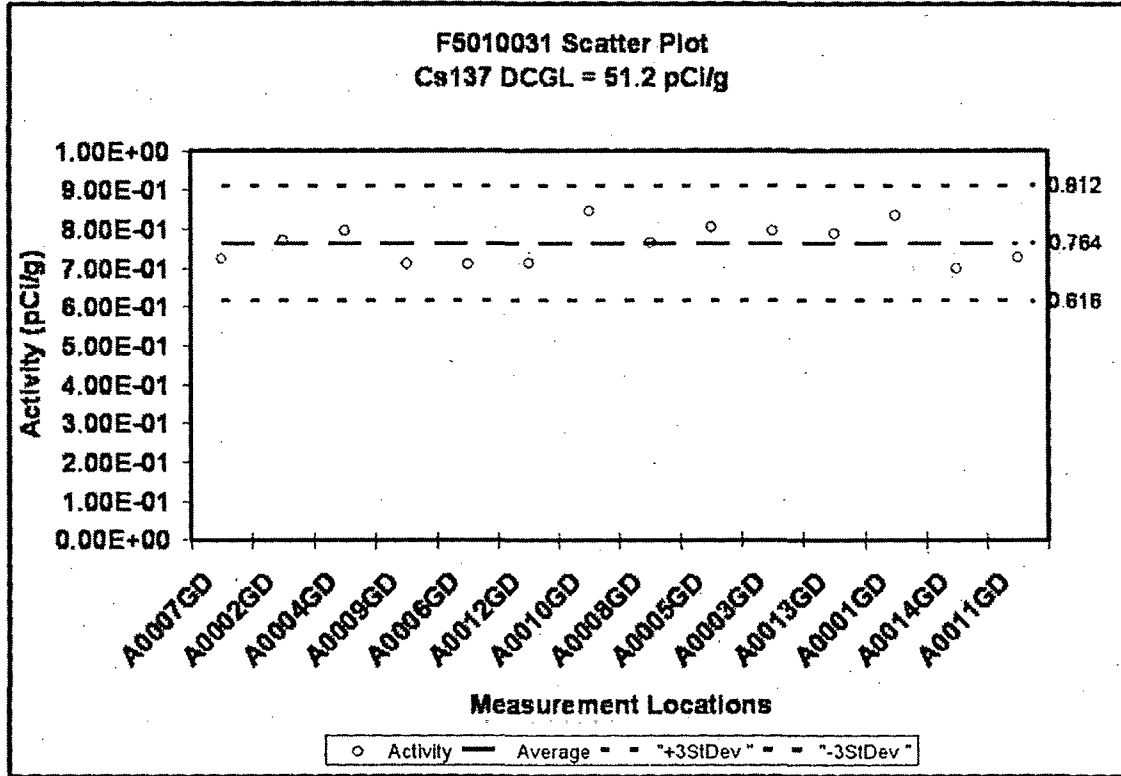 F5010031 Scatter Plot
Cs137 DCGL = 51.2 pCi/g
1.00E+00
9.00E-01
8.00E-01
7.00E-01
6.00E-01
5.00E-01
4.00E-01
3.00E-01
2.00E-01
1.00E-01
0.00E+00
Activity (pCi/g)
0.912
0.764
0.616
A0007GD
A0002GD
A0004GD
A0009GD
A0006GD
A0012GD
A0010GD
A0008GD
A0005GD
A0003GD
A0013GD
A0001GD
A0014GD
A0011GD
Measurement Locations
Activity Average "+3StDev " "-3StDev "